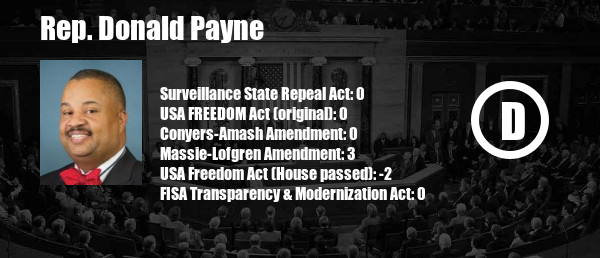 Rep. Donald Payne
Surveillance State Repeal Act: 0
USA FREEDOM Act (original): 0
Conyers-Amash Amendment: 0
Massie-Lofgren Amendment: 3
USA Freedom Act (House passed): -2
FISA Transparency & Modernization Act: 0
D